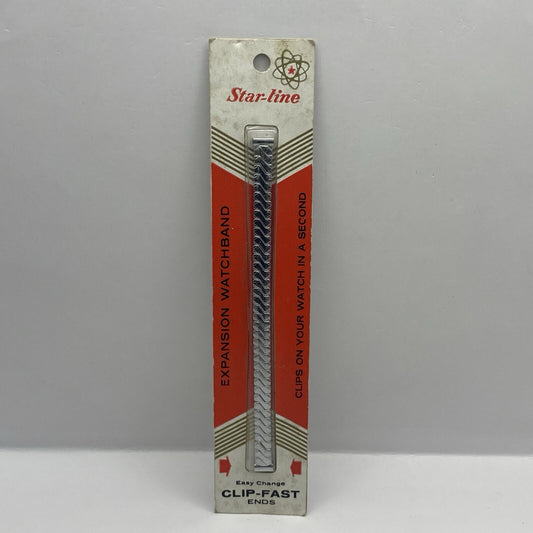 Star-line
EXPANSION WATCHBAND
CLIPS ON YOUR WATCH IN A SECOND
Easy Change
CLIP-FAST
ENDS